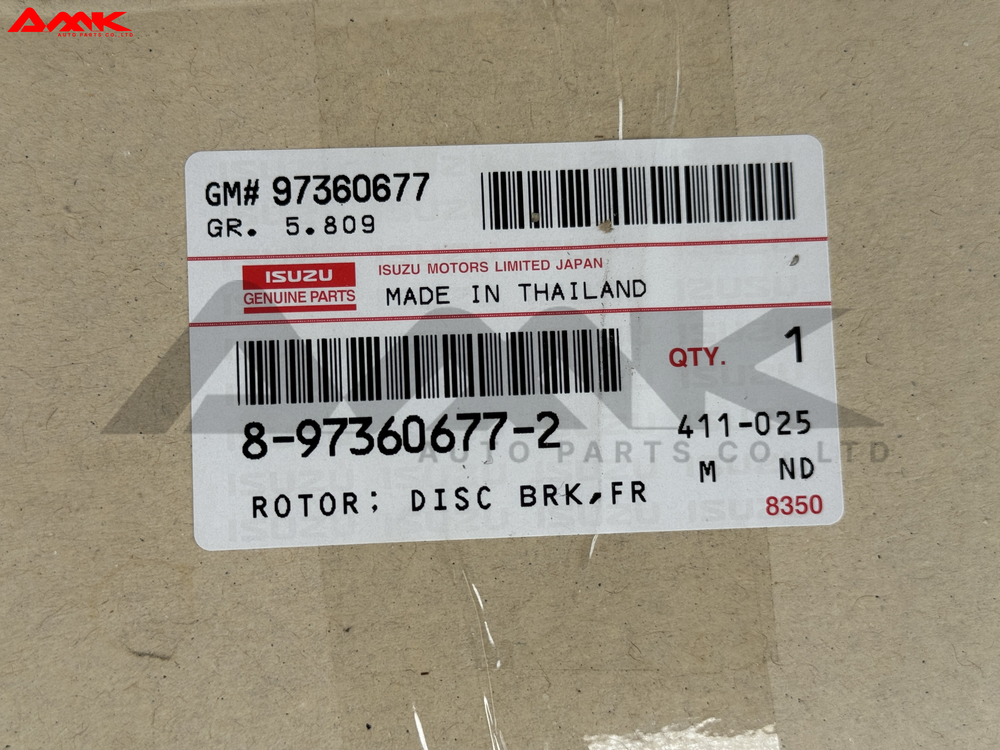 AMK
AUTO PARTS CO., LTD
GM# 97360677
GR. 5.809
ISUZU
GENUINE PARTS
ISUZU MOTORS LIMITED JAPAN
MADE IN THAILAND
QTY. 1
8-97360677-2
411-025
AMK
AUTO PARTS CO., LTD
M ND
ROTOR; DISC BRK,FR
8350